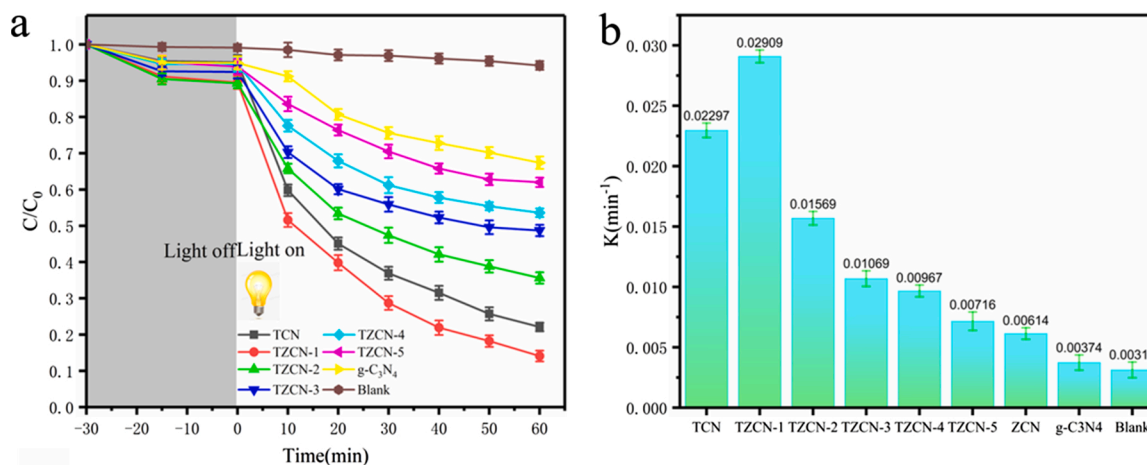 a
1. 0
0. 9
0. 8
0. 7
0. 6
0. 5
0. 4
0. 3
0. 2
0. 1
0. 0
C/C0
Light off Light on
TCN
TZCN-1
TZCN-2
TZCN-3
TZCN-4
TZCN-5
g-C3N4
Blank
-30 -20 -10 0 10 20 30 40 50 60
Time(min)
b
0.030
0.025
0.020
0.015
0.010
0.005
0.000
K(min-1)
0.02297
0.02909
0.01569
0.01069
0.00967
0.00716
0.00614
0.00374
0.0031
TCN TZCN-1 TZCN-2 TZCN-3 TZCN-4 TZCN-5 ZCN g-C3N4 Blank